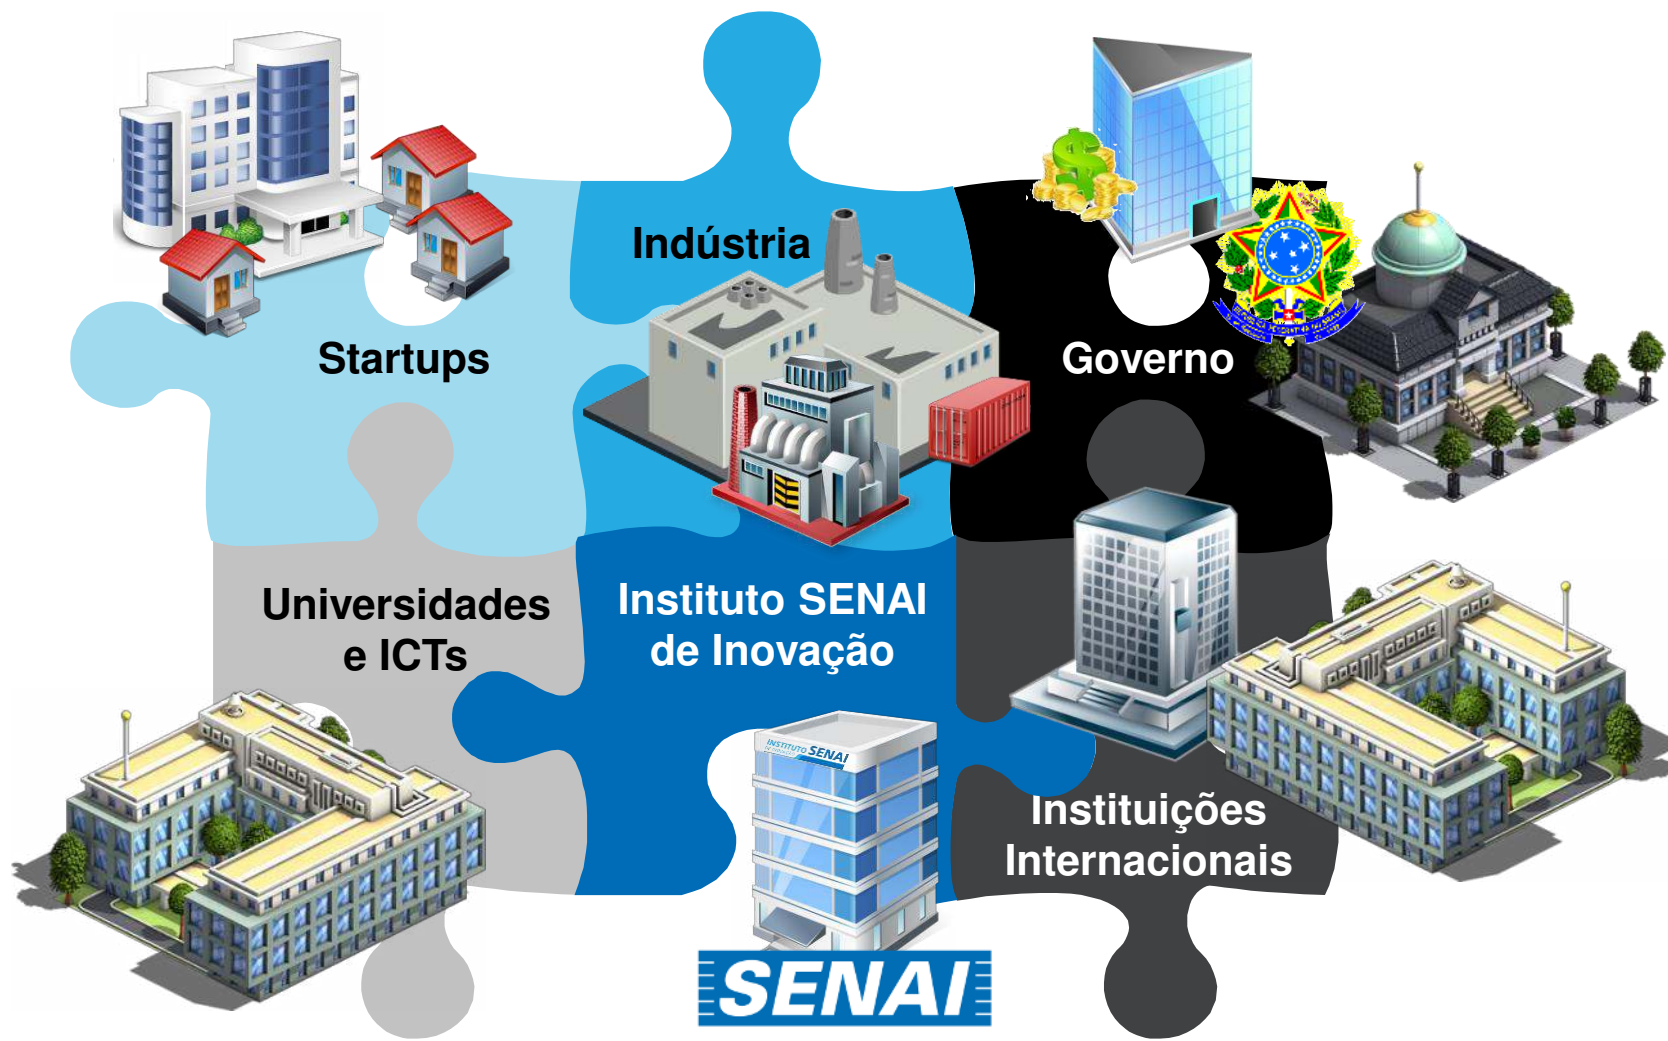 Indústria
Startups
Governo
Universidades
e ICTs
Instituto SENAI
de Inovação
INSTITUTO SENAI
Instituições
Internacionais
SENAI